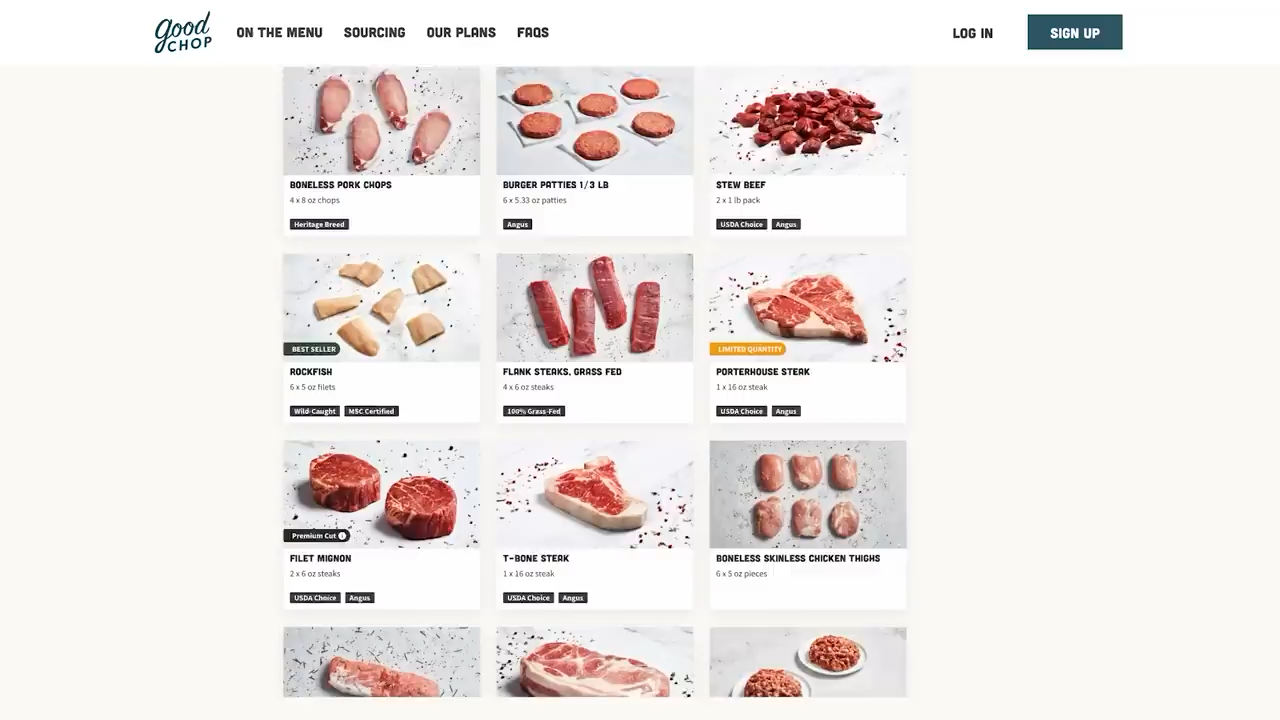 good
CHOP
ON THE MENU
SOURCING
OUR PLANS
FAQS
LOG IN
SIGN UP
BONELESS PORK CHOPS
4 x 8 oz chops
Heritage Breed
BURGER PATTIES 1/3 LB
6 x 5.33 oz patties
Angus
STEW BEEF
2 x 1 lb pack
USDA Choice
Angus
BEST SELLER
ROCKFISH
6 x 5 oz filets
Wild-Caught
MSC Certified
FLANK STEAKS, GRASS FED
4 x 6 oz steaks
100% Grass-Fed
LIMITED QUANTITY
PORTERHOUSE STEAK
1 x 16 oz steak
USDA Choice
Angus
Premium Cut
FILET MIGNON
2 x 6 oz steaks
USDA Choice
Angus
T-BONE STEAK
1 x 16 oz steak
USDA Choice
Angus
BONELESS SKINLESS CHICKEN THIGHS
6 x 5 oz pieces